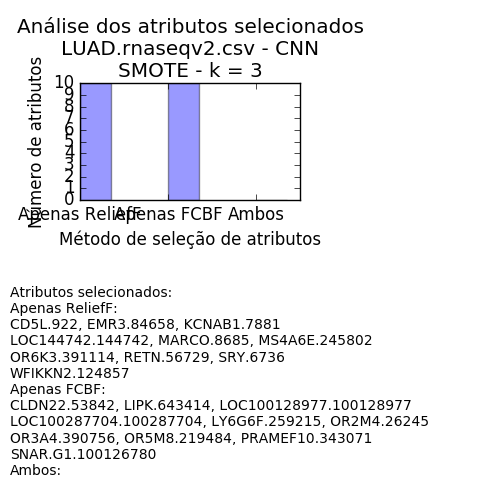 Análise dos atributos selecionados
LUAD.rnaseqv2.csv - CNN
SMOTE - k = 3
Número de atributos
10
9
8
7
6
5
4
3
2
1
0
Apenas ReliefF
Apenas FCBF
Ambos
Método de seleção de atributos
Atributos selecionados:
Apenas ReliefF:
CD5L.922, EMR3.84658, KCNAB1.7881
LOC144742.144742, MARCO.8685, MS4A6E.245802
OR6K3.391114, RETN.56729, SRY.6736
WFIKKN2.124857
Apenas FCBF:
CLDN22.53842, LIPK.643414, LOC100128977.100128977
LOC100287704.100287704, LY6G6F.259215, OR2M4.26245
OR3A4.390756, OR5M8.219484, PRAMEF10.343071
SNAR.G1.100126780
Ambos: